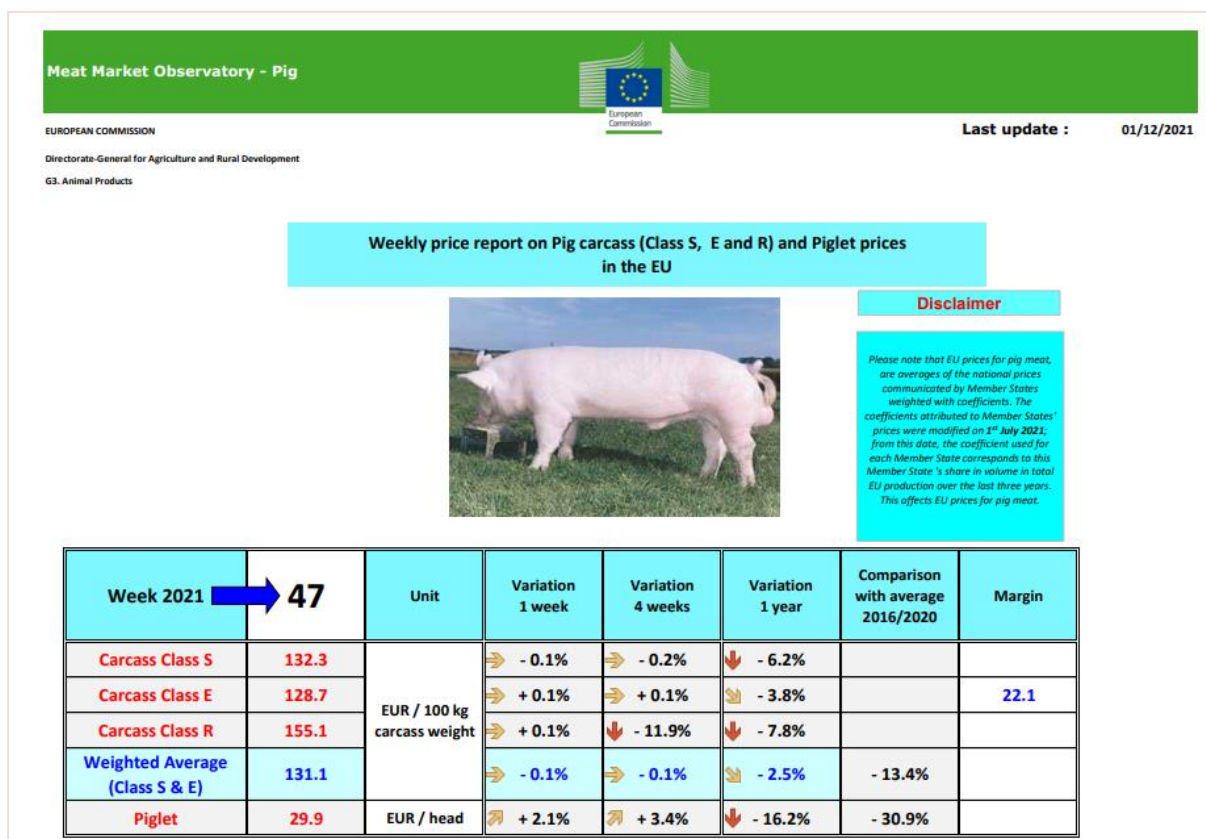 Meat Market Observatory - Pig
European
Commission
EUROPEAN COMMISSION
Last update : 01/12/2021
Directorate-General for Agriculture and Rural Development
G3. Animal Products
Weekly price report on Pig carcass (Class S, E and R) and Piglet prices
in the EU
Disclaimer
Please note that EU prices for pig meat,
are averages of the national prices
communicated by Member States
weighted with coefficients. The
coefficients attributed to Member States'
prices were modified on 1st July 2021;
from this date, the coefficient used for
each Member State corresponds to this
Member State 's share in volume in total
EU production over the last three years.
This affects EU prices for pig meat.
Week 2021 47 Unit
Variation
1 week
Variation
4 weeks
Variation
1 year
Comparison
with average
2016/2020
Margin
Carcass Class S 132.3 - 0.1% - 0.2% - 6.2%
Carcass Class E 128.7 + 0.1% + 0.1% - 3.8% 22.1
EUR / 100 kg
carcass weight
Carcass Class R 155.1 + 0.1% - 11.9% - 7.8%
Weighted Average
(Class S & E)
131.1 - 0.1% - 0.1% - 2.5% - 13.4%
Piglet 29.9 EUR / head + 2.1% + 3.4% - 16.2% - 30.9%